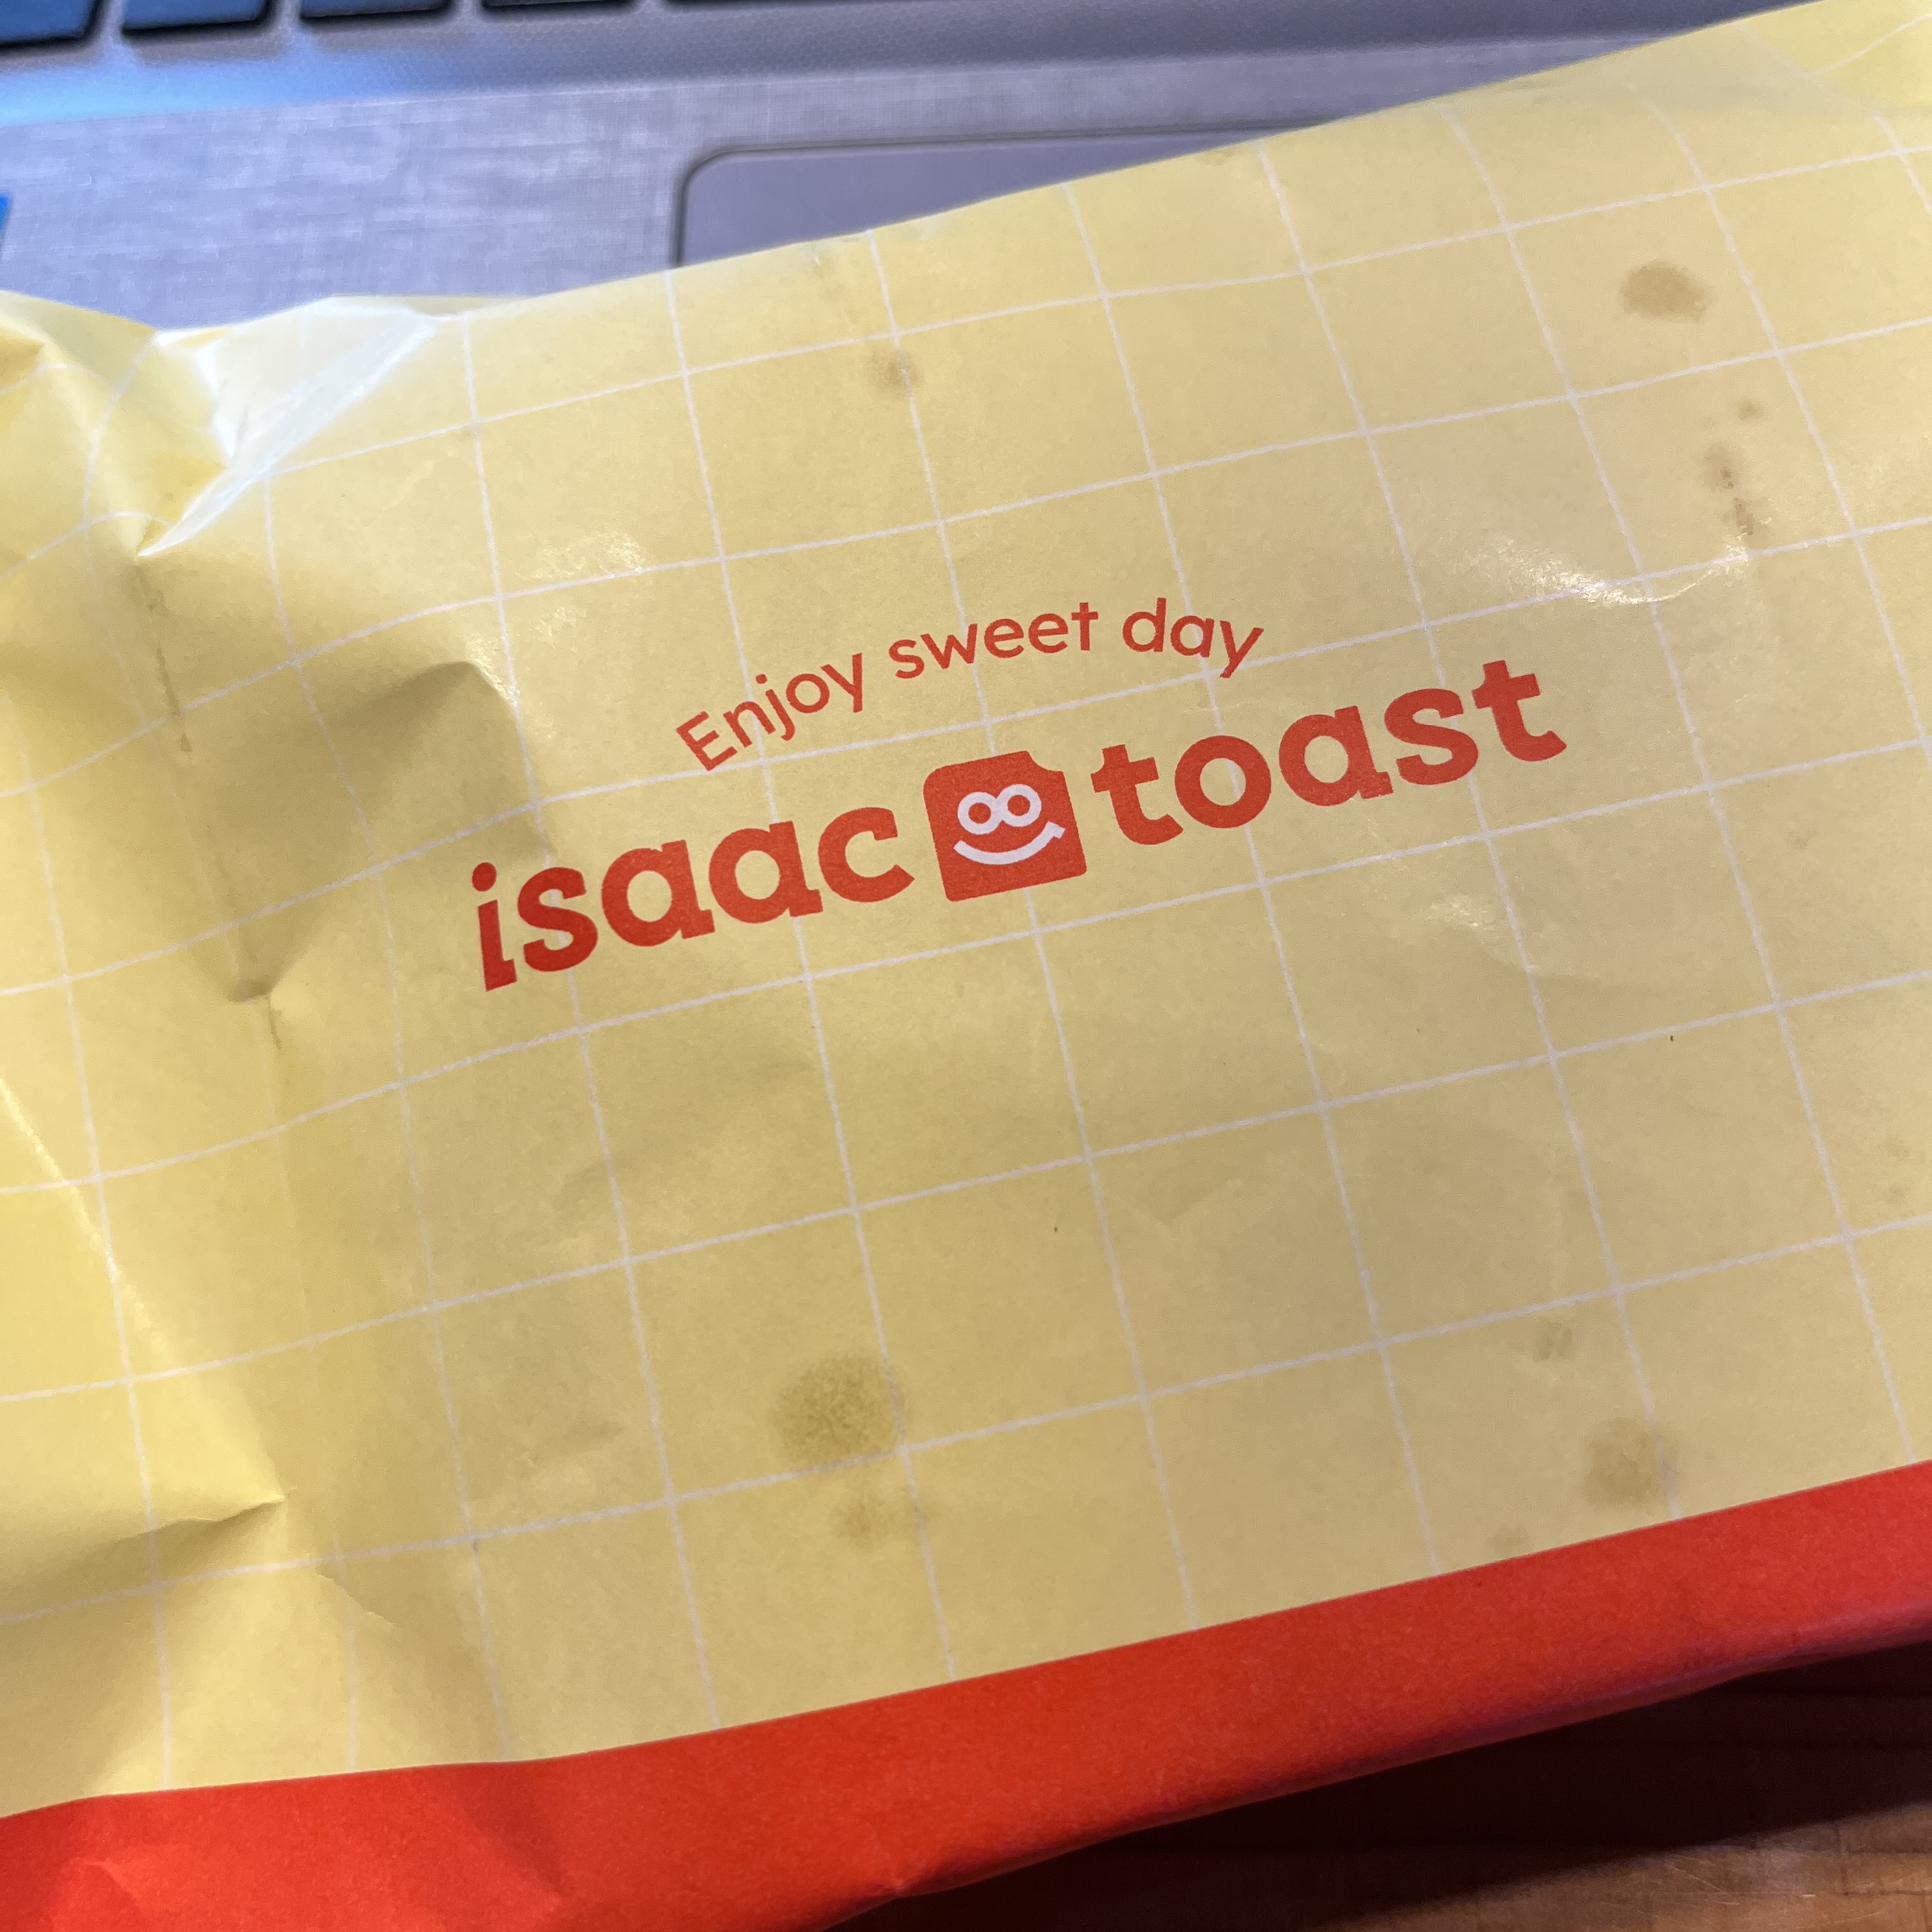 Enjoy sweet day
isaac toast